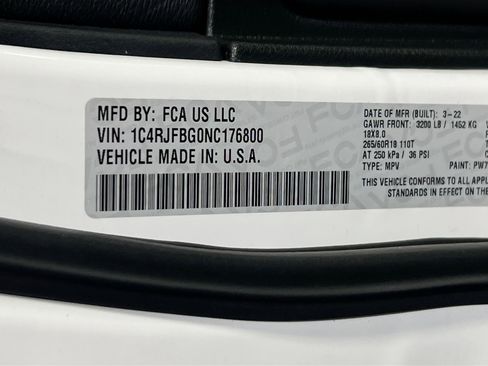 MFD BY: FCA US LLC
VIN: 1C4RJFBG0NC176800
VEHICLE MADE IN: U.S.A.
DATE OF MFR (BUILT): 3-22
GAWR FRONT: 3200 LB / 1452 KG
18X8.0
265/60R18 110T
AT 250 kPa / 36 PSI
TYPE: MPV PAINT: PW7
THIS VEHICLE CONFORMS TO ALL APPL
STANDARDS IN EFFECT ON THE